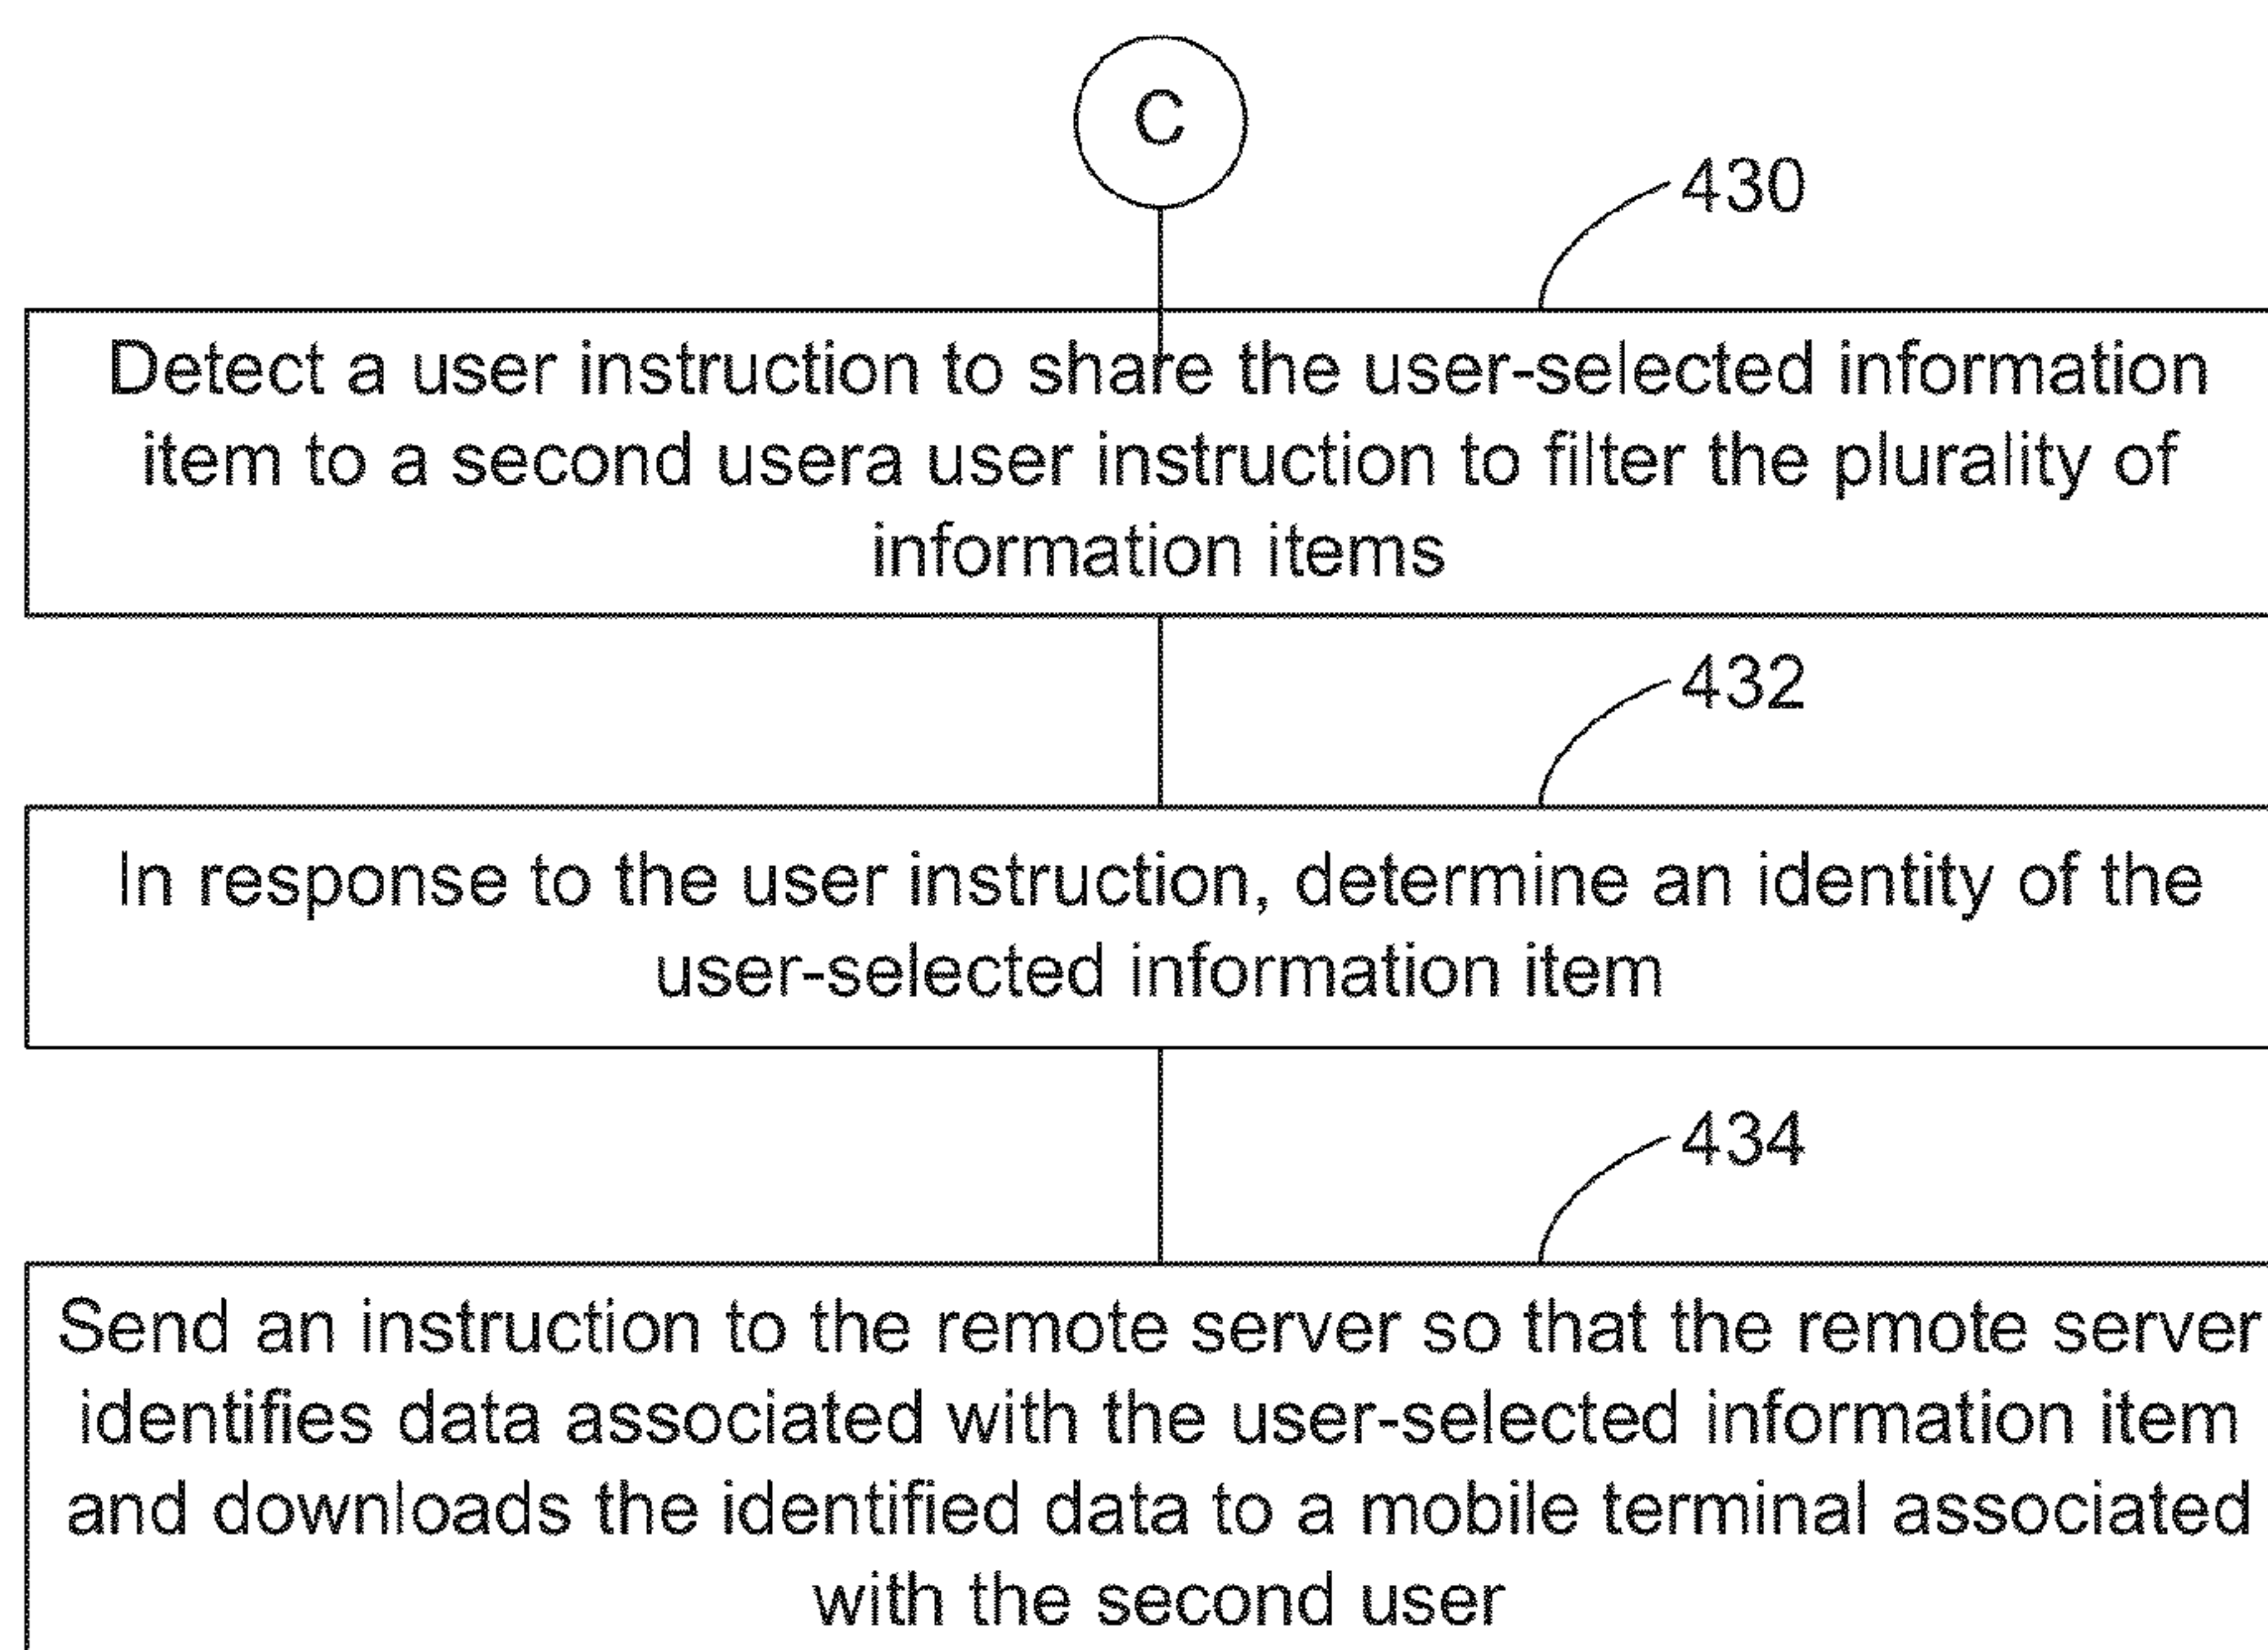 C
430
Detect a user instruction to share the user-selected information
item to a second usera user instruction to filter the plurality of
information items
432
In response to the user instruction, determine an identity of the
user-selected information item
434
Send an instruction to the remote server so that the remote server
identifies data associated with the user-selected information item
and downloads the identified data to a mobile terminal associated
with the second user